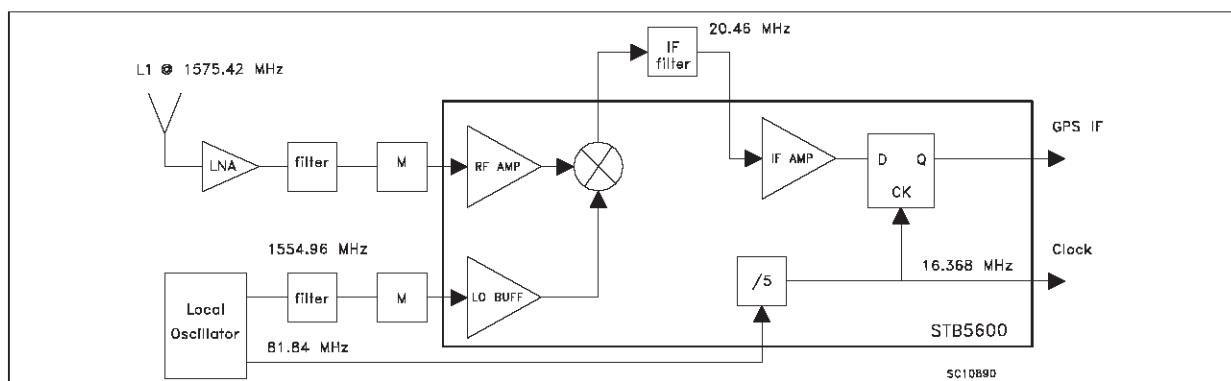 20.46 MHz
IF
filter
L1 @ 1575.42 MHz
GPS IF
LNA
filter
M
RF AMP
IF AMP
D Q
CK
1554.96 MHz
Clock
16.368 MHz
Local
Oscillator
filter
M
LO BUFF
/5
81.84 MHz
STB5600
SC10890